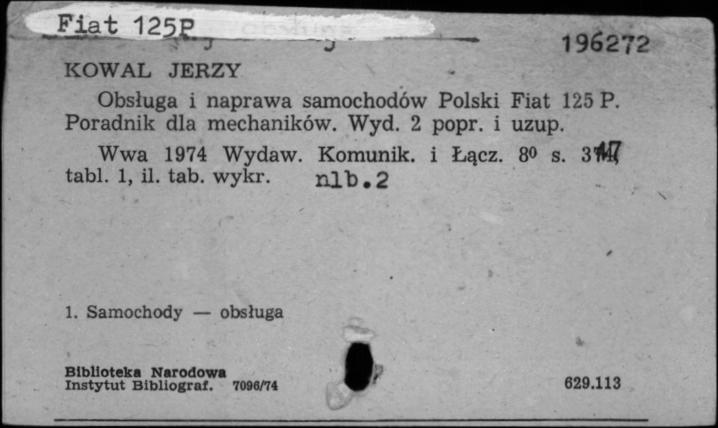 Fiat 125P
196272
KOWAL JERZY
Obsługa i naprawa samochodów Polski Fiat 125 P.
Poradnik dla mechaników. Wyd. 2 popr. i uzup.
Wwa 1974 Wydaw. Komunik. i Łącz. 8⁰ s.
tabl. 1, il. tab. wykr. nlb.2
1. Samochody — obsługa
Biblioteka Narodowa
Instytut Bibliograf. 7096/74
629.113